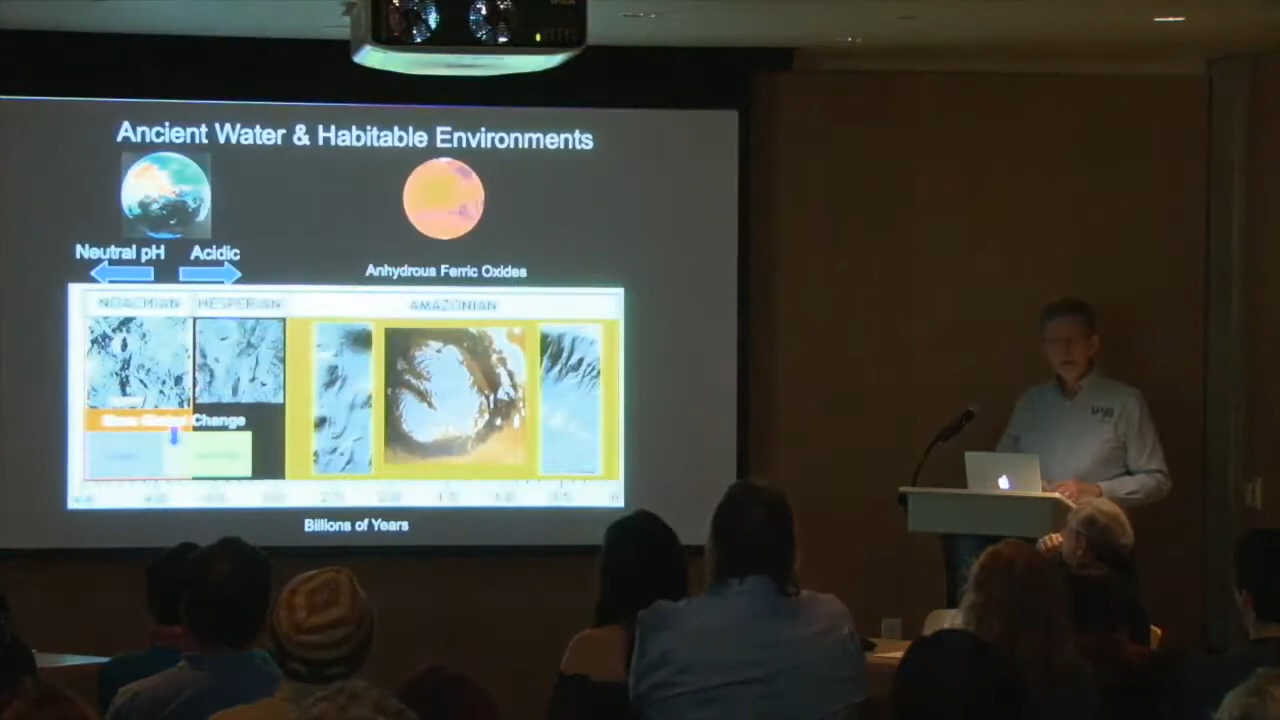 Ancient Water & Habitable Environments
Neutral pH Acidic
Anhydrous Ferric Oxides
NOACHIAN HESPERIAN AMAZONIAN
Change
Billions of Years